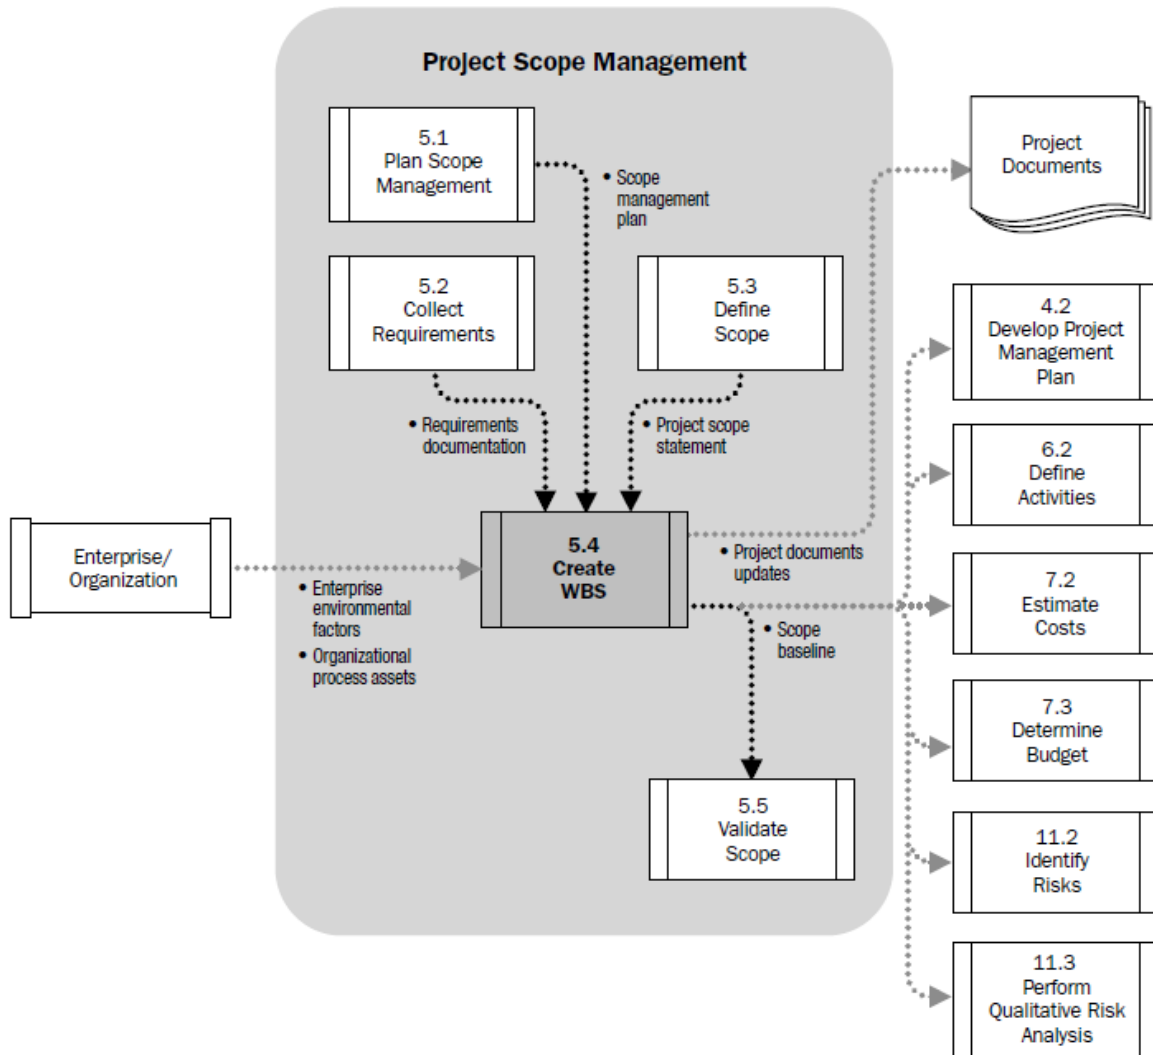 Project Scope Management
5.1
Plan Scope
Management
• Scope
management
plan
Project
Documents
5.2
Collect
Requirements
5.3
Define
Scope
4.2
Develop Project
Management
Plan
• Requirements
documentation
• Project scope
statement
6.2
Define
Activities
Enterprise/
Organization
• Enterprise
environmental
factors
• Organizational
process assets
5.4
Create
WBS
• Project documents
updates
• Scope
baseline
7.2
Estimate
Costs
7.3
Determine
Budget
5.5
Validate
Scope
11.2
Identify
Risks
11.3
Perform
Qualitative Risk
Analysis